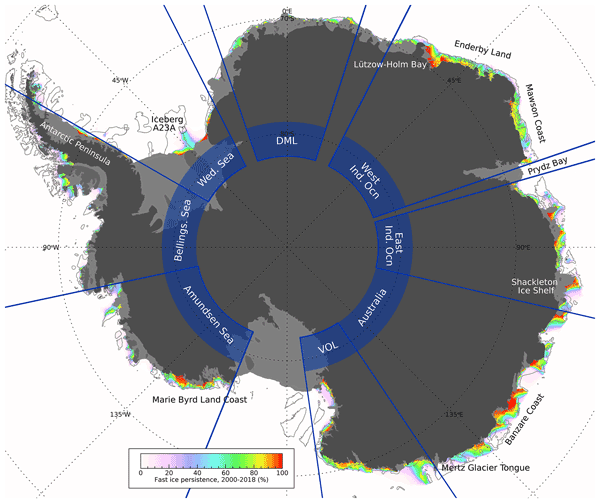 0°E
70°S
Enderby Land
Lützow-Holm Bay
45°W
45°E
Iceberg
A23A
Mawson Coast
Antarctic Peninsula
DML
Wed. Sea
West
Ind. Ocn
Prydz Bay
Bellings. Sea
East
Ind. Ocn
90°W
90°E
Shackleton
Ice Shelf
Amundsen Sea
Australia
VOL
Marie Byrd Land Coast
135°W
135°E
Banzare Coast
Mertz Glacier Tongue
0 20 40 60 80 100
Fast ice persistence, 2000-2018 (%)